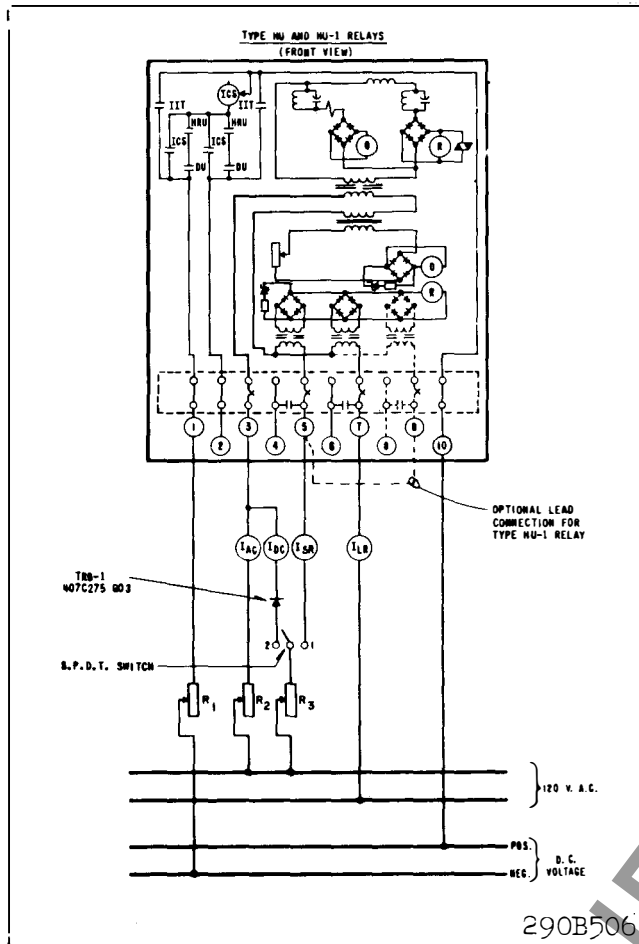 TYPE HU AND HU-1 RELAYS
(FRONT VIEW)
ICS
IIT
IIT
HRU
HRU
ICS
ICS
DU
DU
O
R
O
R
1
3
5
7
10
2
4
6
8
9
OPTIONAL LEAD
CONNECTION FOR
TYPE HU-1 RELAY
IAC
IDC
ISR
ILR
TRB-1
407C275 G03
2
1
S.P.D.T. SWITCH
R1
R2
R3
120 V. A.C.
POS.
D. C.
VOLTAGE
NEG.
290B506